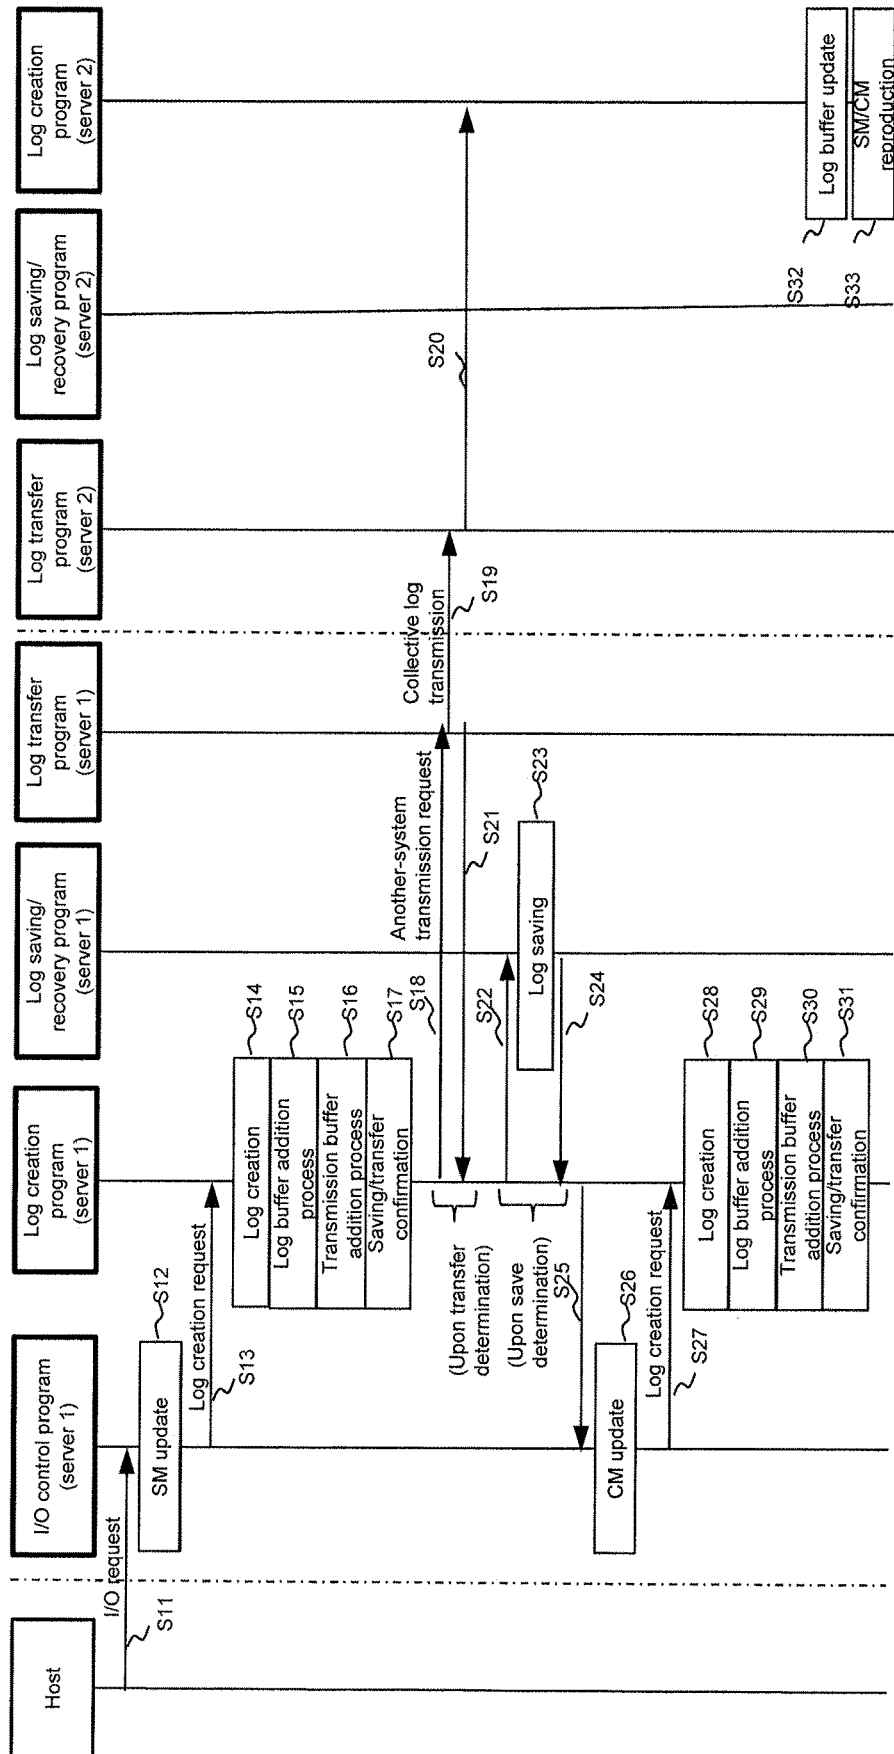 Host
I/O control program
(server 1)
Log creation
program
(server 1)
Log saving/
recovery program
(server 1)
Log transfer
program
(server 1)
Log transfer
program
(server 2)
Log saving/
recovery program
(server 2)
Log creation
program
(server 2)
I/O request
S11
SM update
S12
Log creation request
S13
Log creation
S14
Log buffer addition
process
S15
Transmission buffer
addition process
S16
Saving/transfer
confirmation
S17
S18
Another-system
transmission request
Collective log
transmission
S19
S20
S21
(Upon transfer
determination)
S22
Log saving
S23
S24
(Upon save
determination)
S25
CM update
S26
Log creation request
S27
Log creation
S28
Log buffer addition
process
S29
Transmission buffer
addition process
S30
Saving/transfer
confirmation
S31
Log buffer update
S32
SM/CM
reproduction
S33